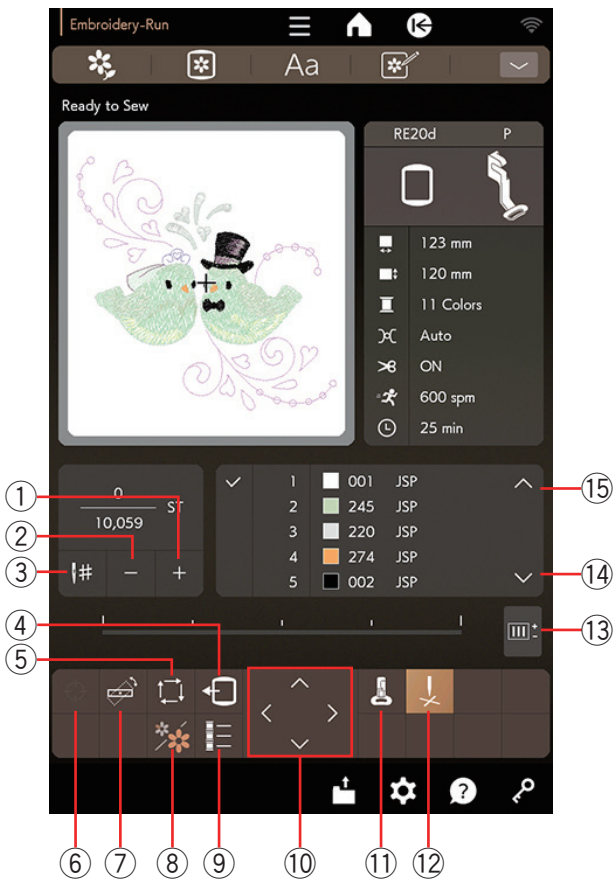 Embroidery-Run
Aa
Ready to Sew
RE20d P
123 mm
120 mm
11 Colors
Auto
ON
600 spm
25 min
0
10,059
ST
# − +
1 001 JSP
2 245 JSP
3 220 JSP
4 274 JSP
5 002 JSP
①
②
③
④
⑤
⑥ ⑦ ⑧ ⑨ ⑩ ⑪ ⑫
⑬
⑭
⑮